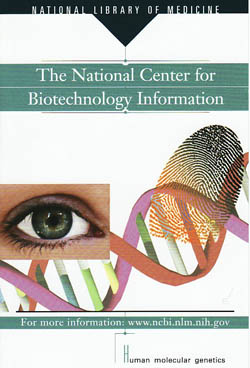 NATIONAL LIBRARY OF MEDICINE
The National Center for
Biotechnology Information
For more information: www.ncbi.nlm.nih.gov
Human molecular genetics